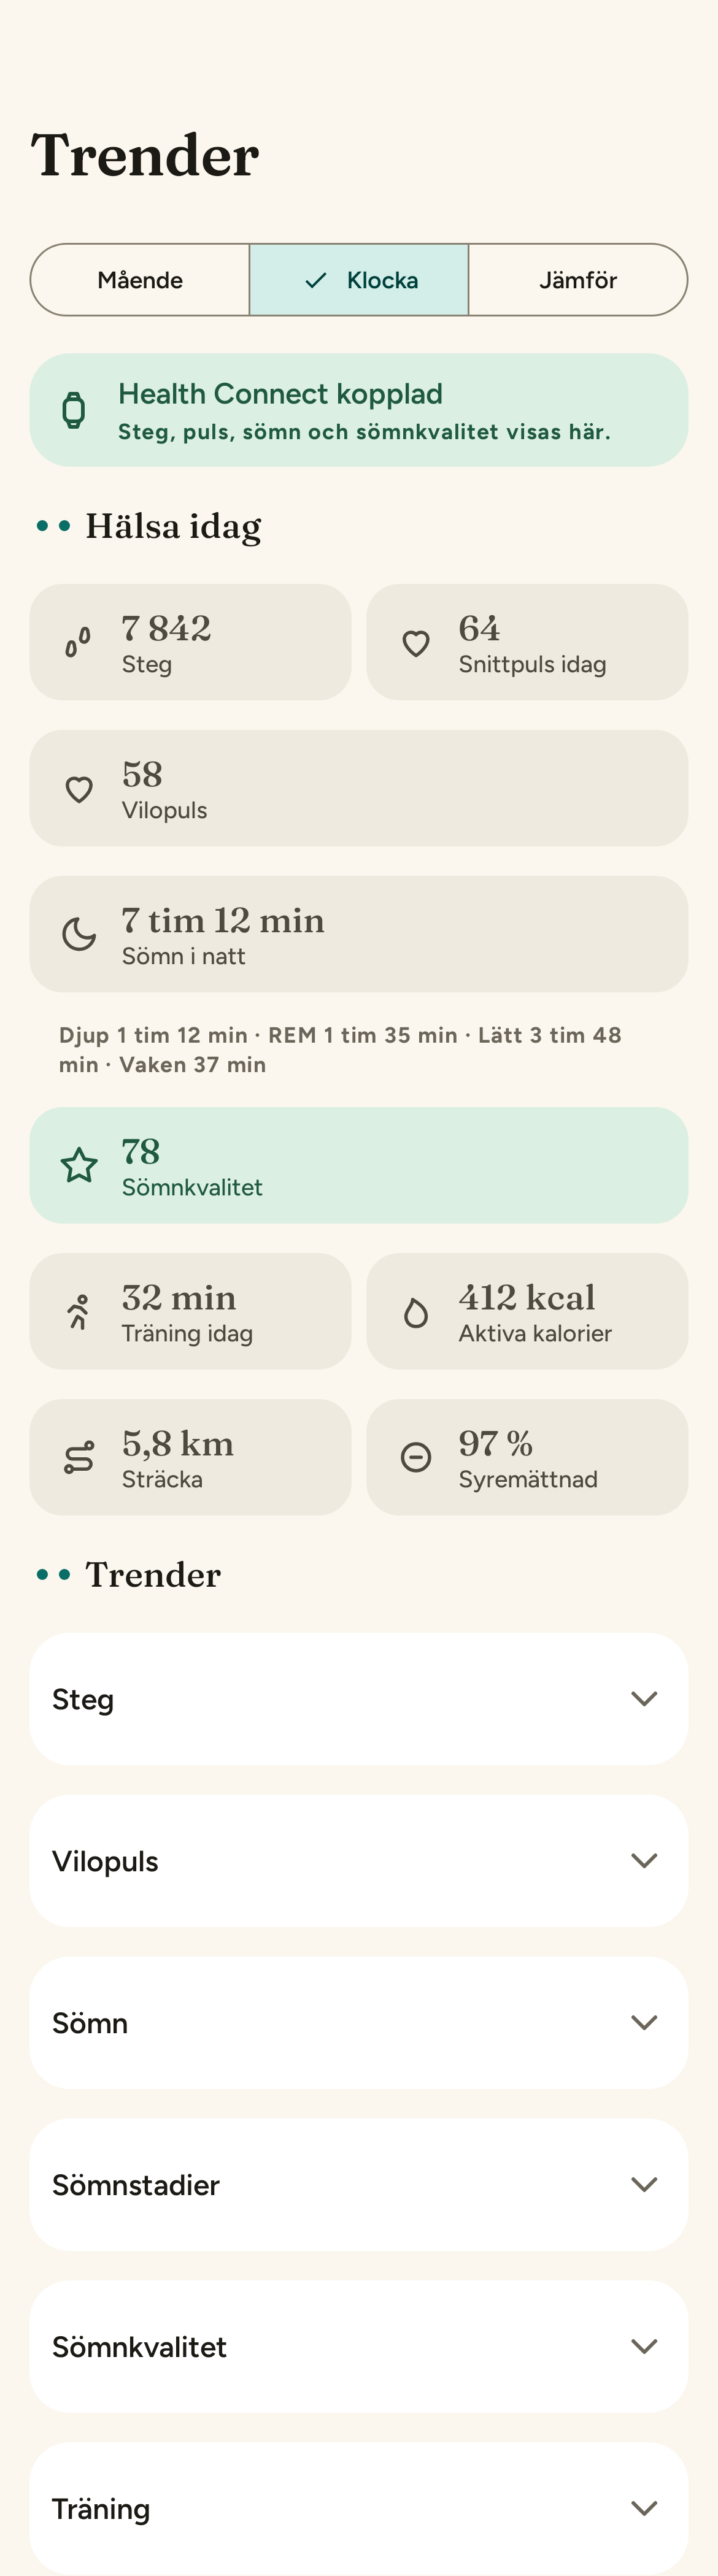 Trender
Mående
Klocka
Jämför
Health Connect kopplad
Steg, puls, sömn och sömnkvalitet visas här.
Hälsa idag
7 842
Steg
64
Snittpuls idag
58
Vilopuls
7 tim 12 min
Sömn i natt
Djup 1 tim 12 min · REM 1 tim 35 min · Lätt 3 tim 48
min · Vaken 37 min
78
Sömnkvalitet
32 min
Träning idag
412 kcal
Aktiva kalorier
5,8 km
Sträcka
97 %
Syremättnad
Trender
Steg
Vilopuls
Sömn
Sömnstadier
Sömnkvalitet
Träning